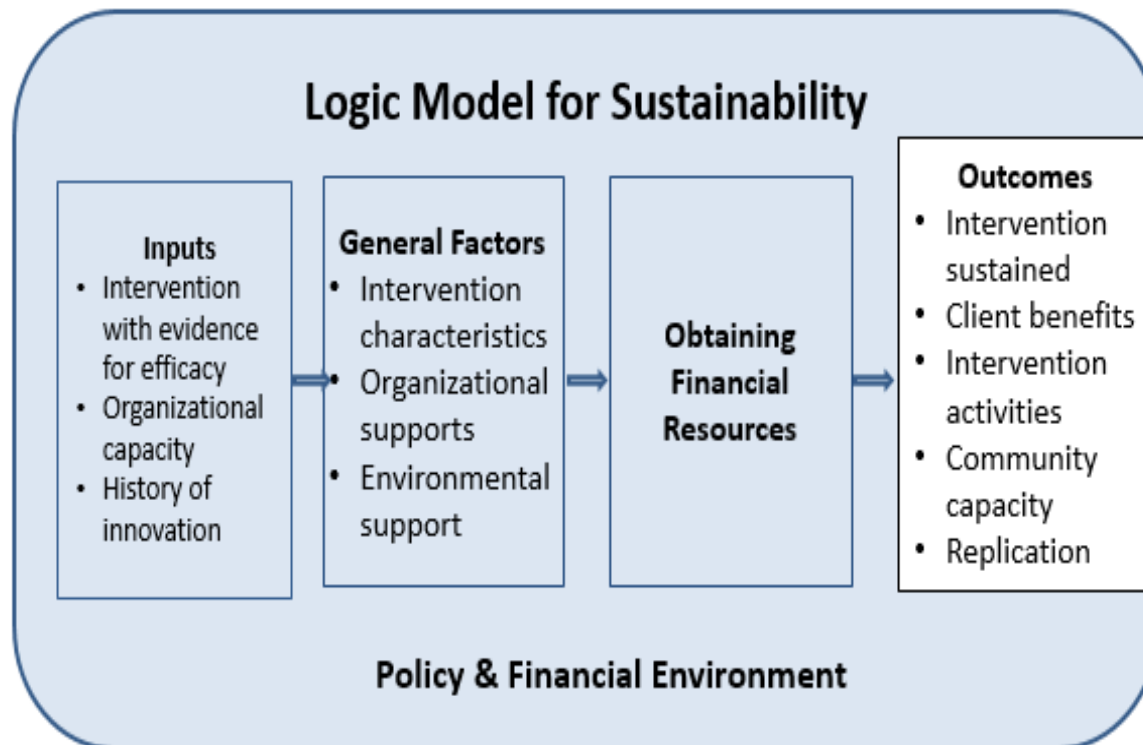 Logic Model for Sustainability
Inputs
• Intervention
with evidence
for efficacy
• Organizational
capacity
• History of
innovation
General Factors
• Intervention
characteristics
• Organizational
supports
• Environmental
support
Obtaining
Financial
Resources
Outcomes
• Intervention
sustained
• Client benefits
• Intervention
activities
• Community
capacity
• Replication
Policy & Financial Environment